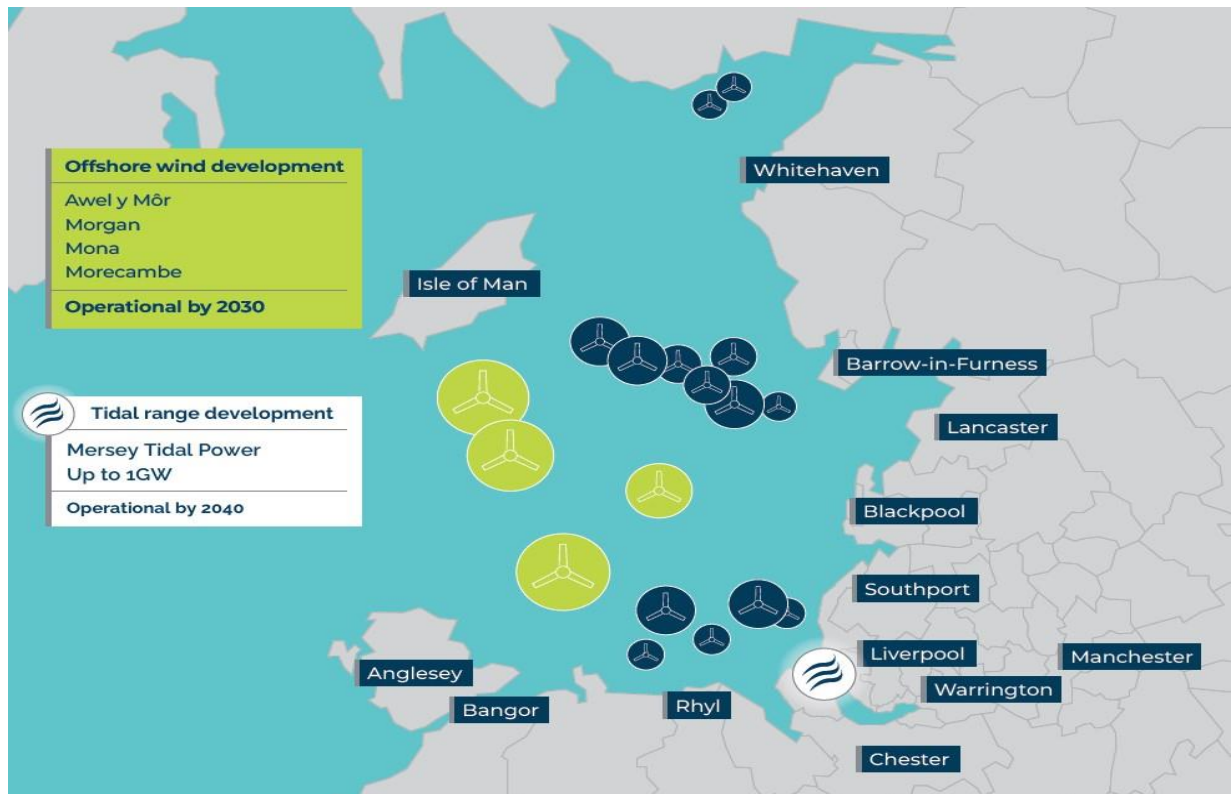 Offshore wind development
Awel y Môr
Morgan
Mona
Morecambe
Operational by 2030
Tidal range development
Mersey Tidal Power
Up to 1GW
Operational by 2040
Whitehaven
Isle of Man
Barrow-in-Furness
Lancaster
Blackpool
Southport
Liverpool
Manchester
Warrington
Anglesey
Bangor
Rhyl
Chester